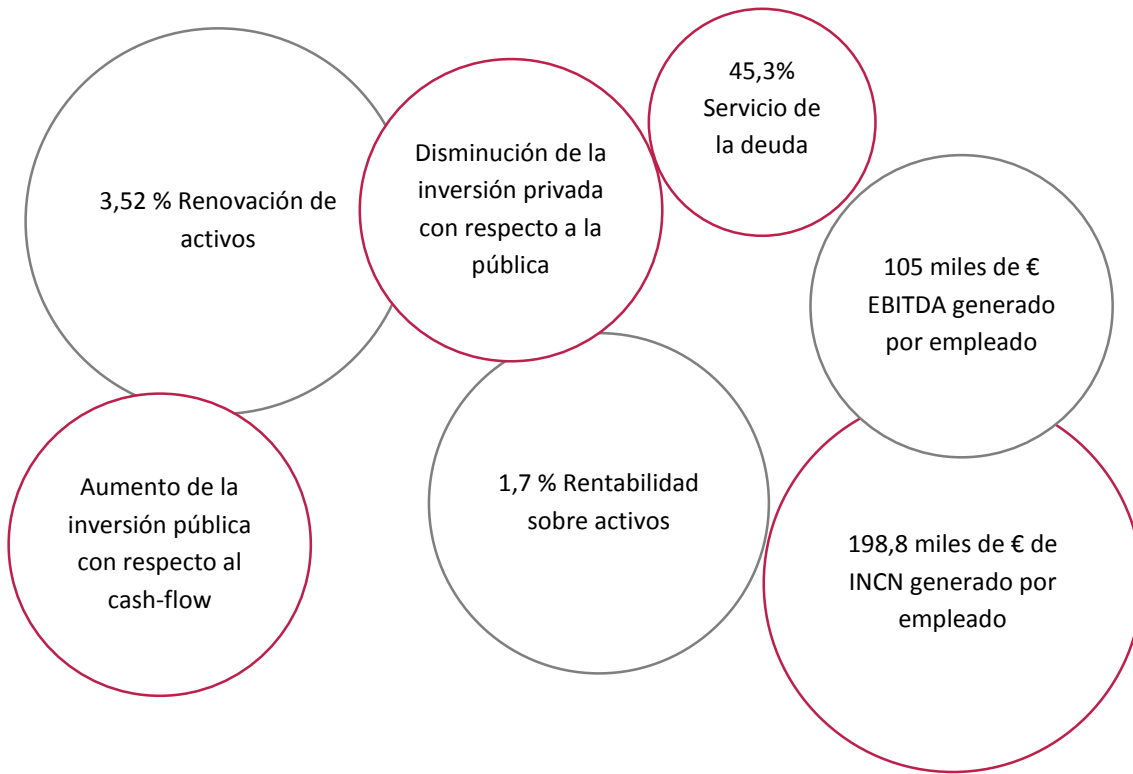 3,52 % Renovación de
activos
Disminución de la
inversión privada
con respecto a la
pública
45,3%
Servicio de
la deuda
105 miles de €
EBITDA generado
por empleado
Aumento de la
inversión pública
con respecto al
cash-flow
1,7 % Rentabilidad
sobre activos
198,8 miles de € de
INCN generado por
empleado